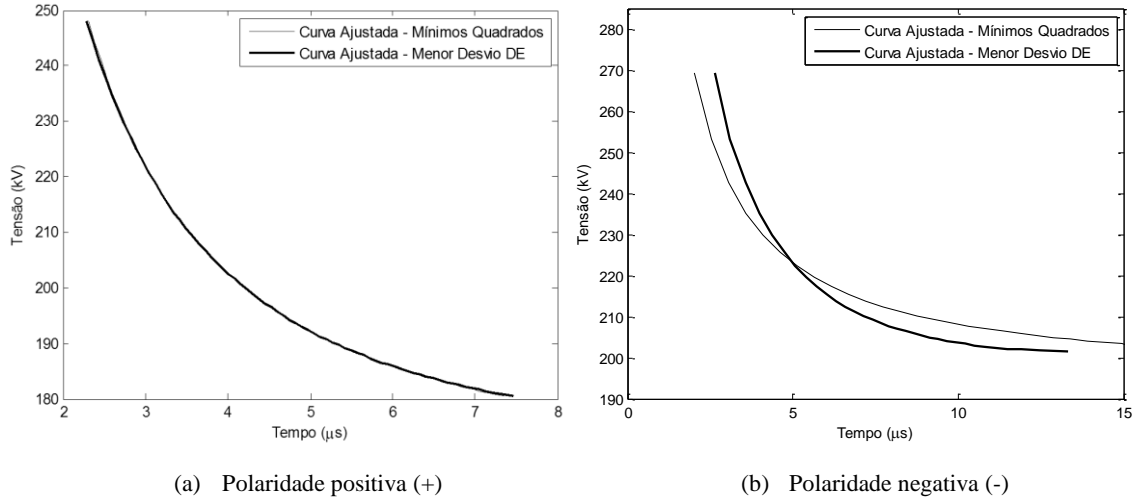 250
240
230
220
210
200
190
180
2
3
4
5
6
7
8
Tensão (kV)
Tempo (μs)
Curva Ajustada - Mínimos Quadrados
Curva Ajustada - Menor Desvio DE
(a) Polaridade positiva (+)
280
270
260
250
240
230
220
210
200
190
0
5
10
15
Tensão (kV)
Tempo (μs)
Curva Ajustada - Mínimos Quadrados
Curva Ajustada - Menor Desvio DE
(b) Polaridade negativa (-)